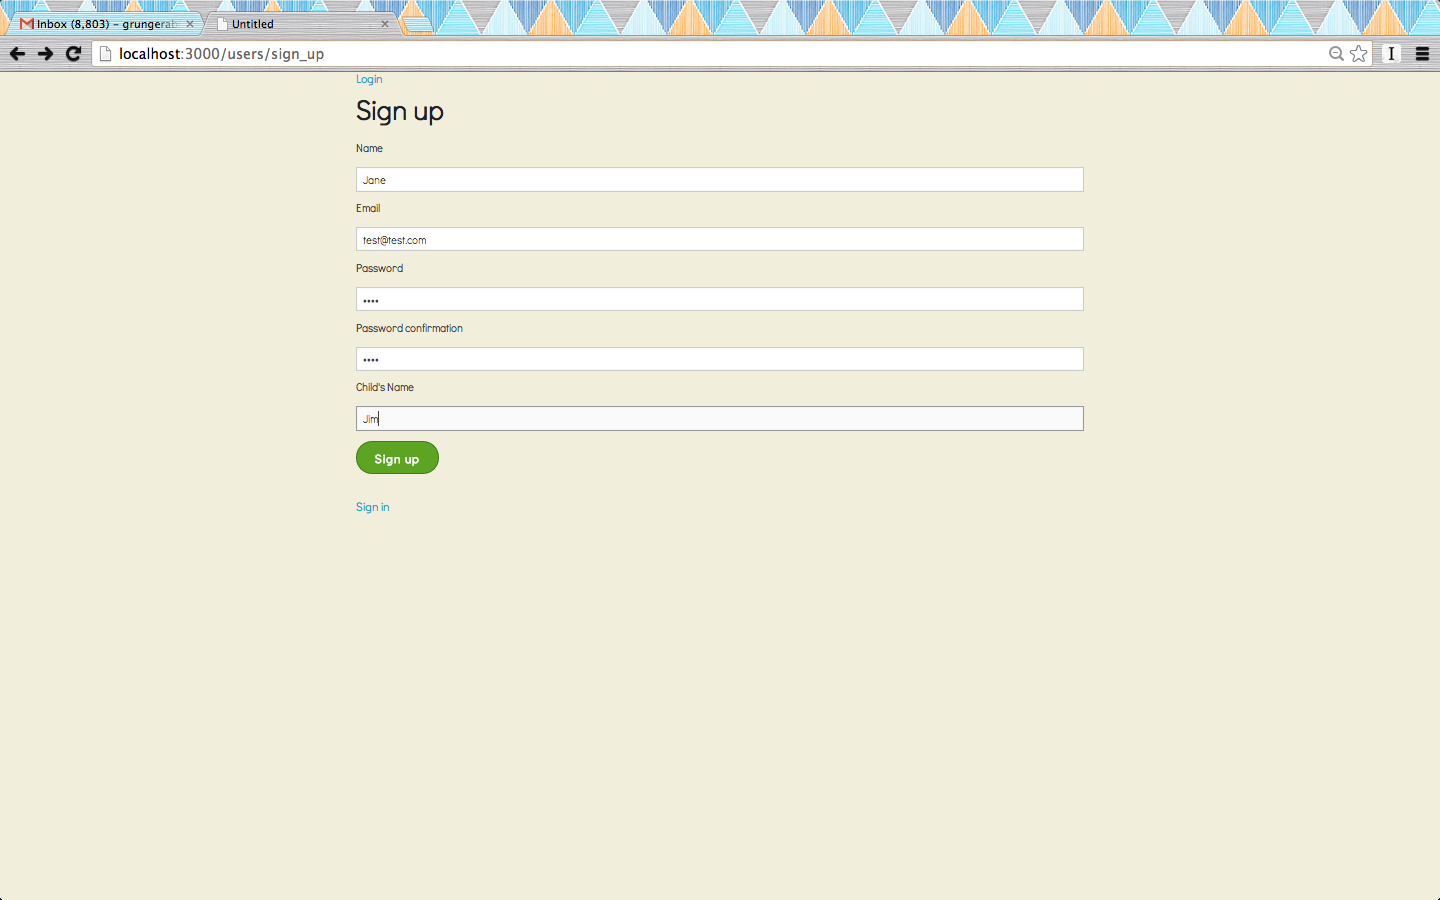 Inbox (8,803) – grungerab
Untitled
localhost:3000/users/sign_up
Login
Sign up
Name
Jane
Email
test@test.com
Password
••••
Password confirmation
••••
Child's Name
Jim
Sign up
Sign in